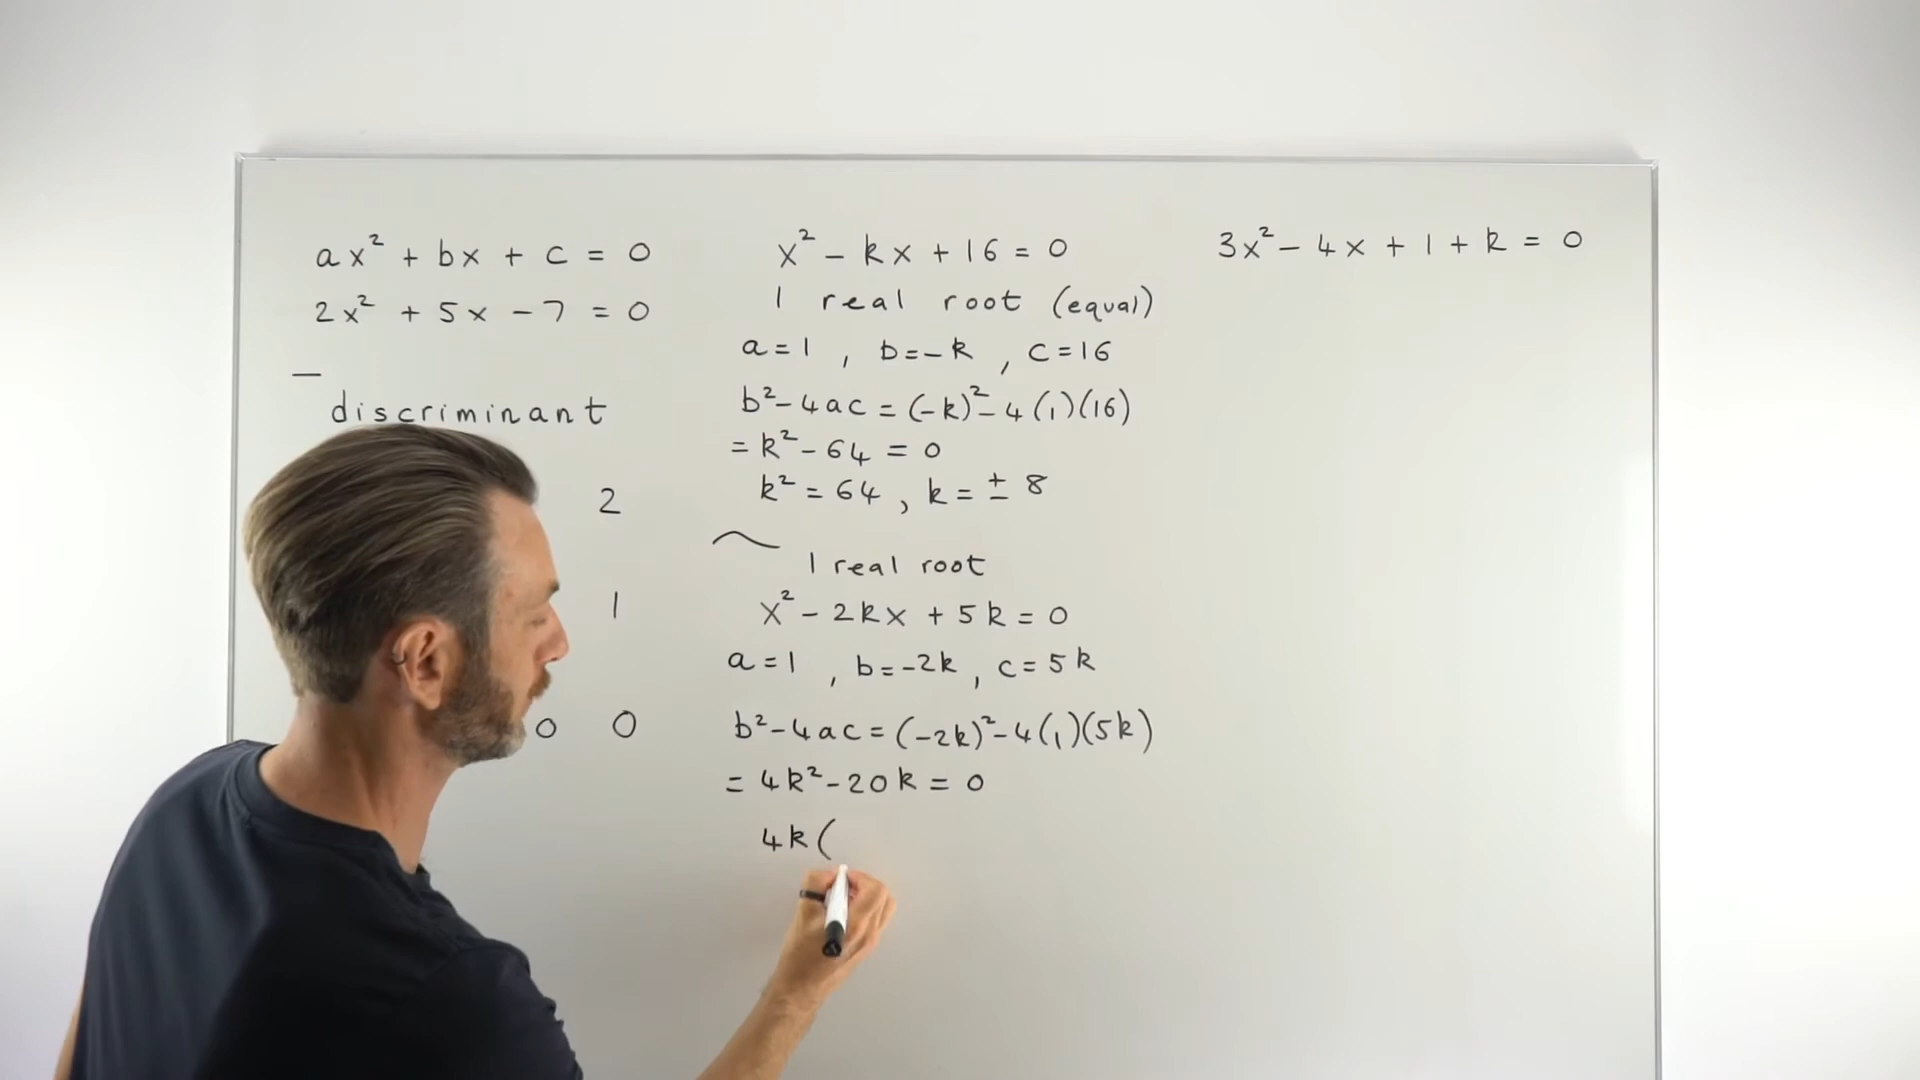 ax² + bx + c = 0
2x² + 5x - 7 = 0
discriminant
2
1
0 0
x² - kx + 16 = 0
1 real root (equal)
a = 1 , b = -k , c = 16
b² - 4ac = (-k)² - 4(1)(16)
= k² - 64 = 0
k² = 64 , k = ± 8
1 real root
x² - 2kx + 5k = 0
a = 1 , b = -2k , c = 5k
b² - 4ac = (-2k)² - 4(1)(5k)
= 4k² - 20k = 0
4k (
3x² - 4x + 1 + k = 0